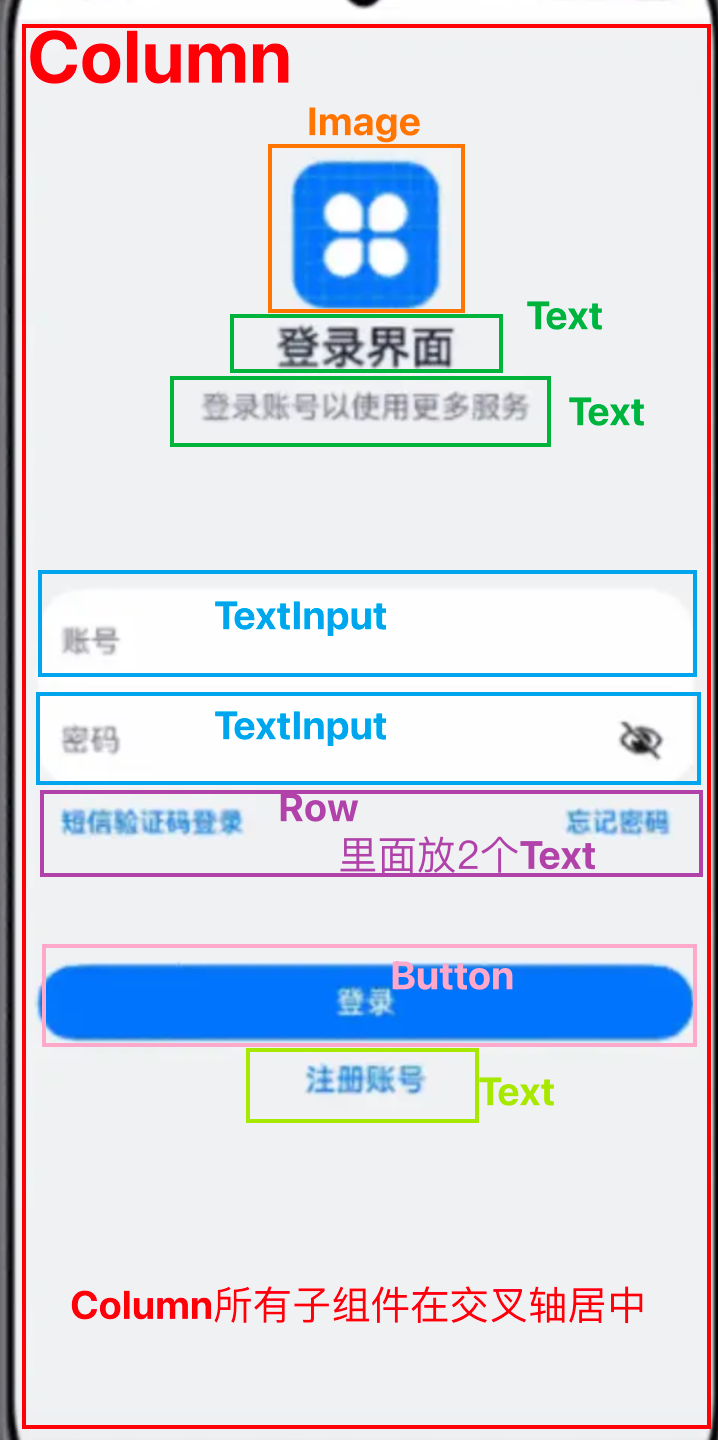 Column
Image
Text
登录界面
登录账号以使用更多服务
Text
TextInput
账号
TextInput
密码
Row
短信验证码登录
忘记密码
里面放2个Text
Button
登录
注册账号
Text
Column所有子组件在交叉轴居中